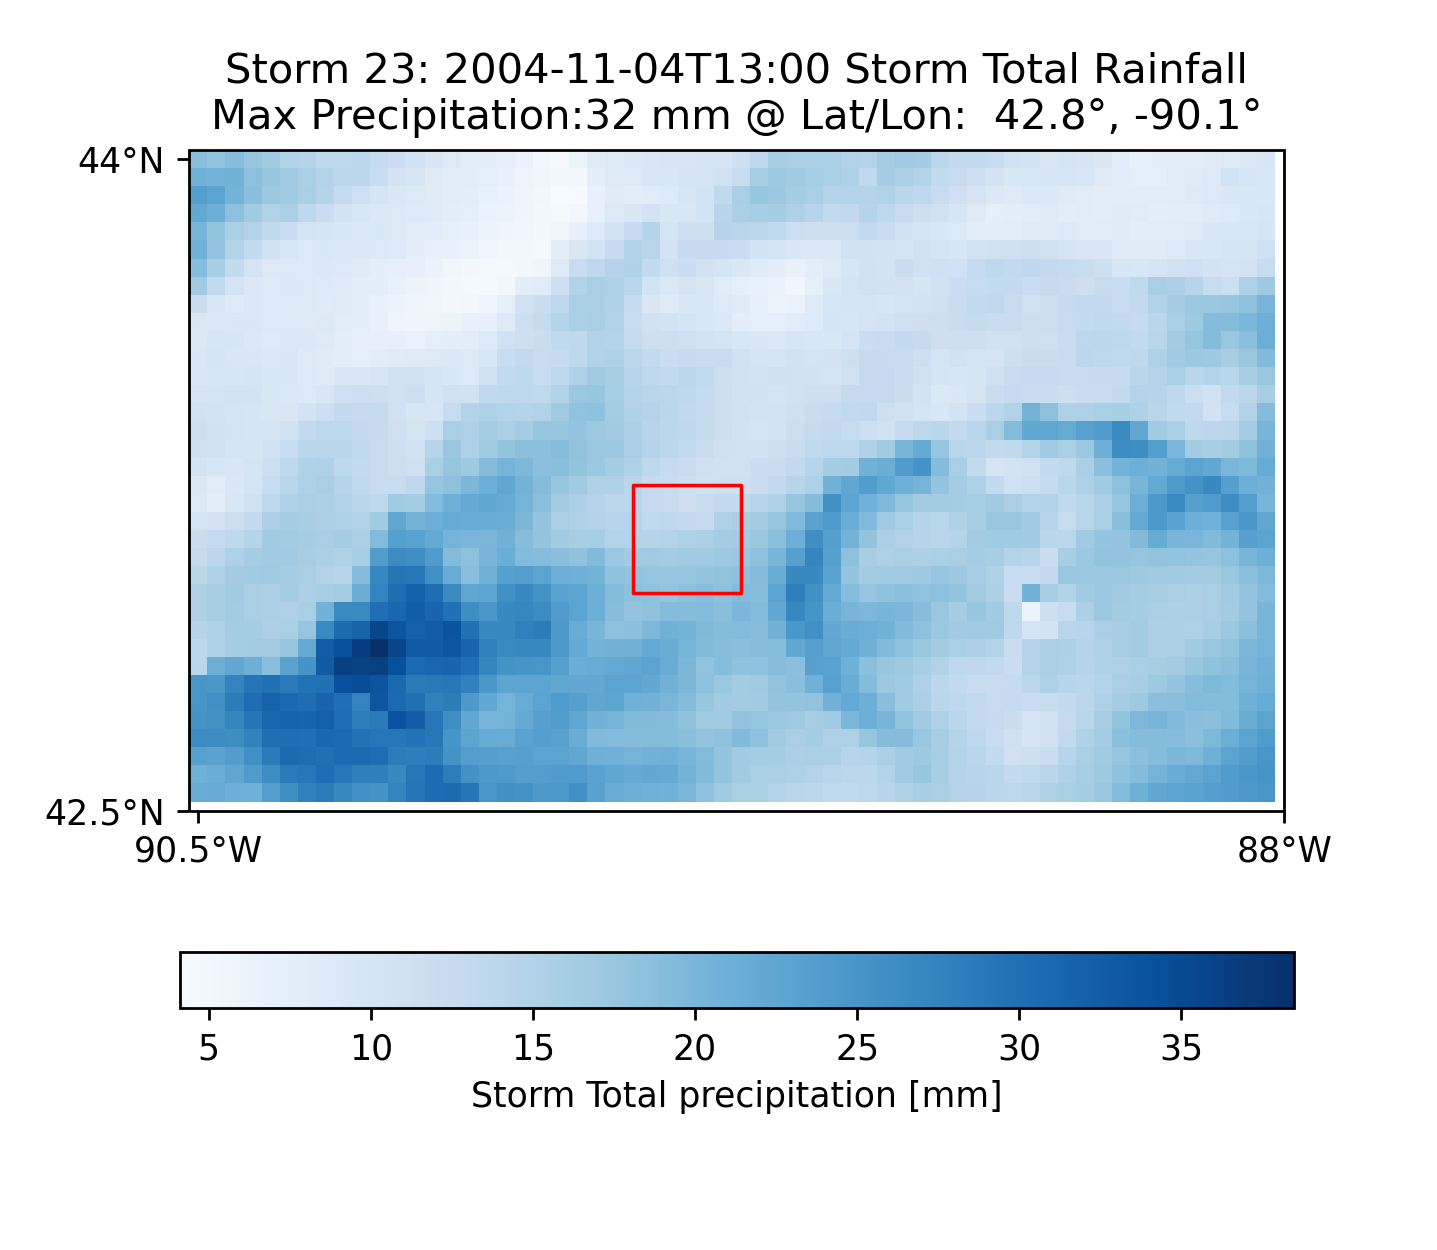 Storm 23: 2004-11-04T13:00 Storm Total Rainfall
Max Precipitation:32 mm @ Lat/Lon:  42.8°, -90.1°
44°N
42.5°N
90.5°W 88°W
5 10 15 20 25 30 35
Storm Total precipitation [mm]